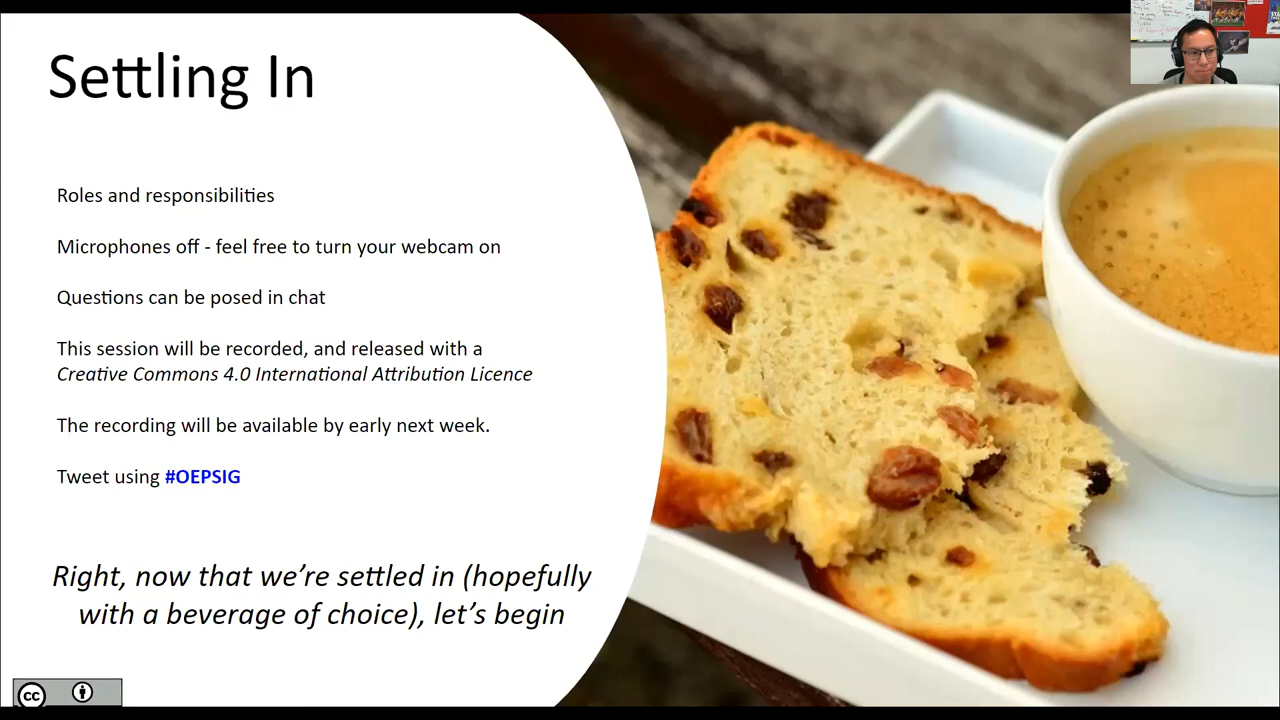 Settling In
Roles and responsibilities
Microphones off - feel free to turn your webcam on
Questions can be posed in chat
This session will be recorded, and released with a
Creative Commons 4.0 International Attribution Licence
The recording will be available by early next week.
Tweet using #OEPSIG
Right, now that we’re settled in (hopefully
with a beverage of choice), let’s begin
cc